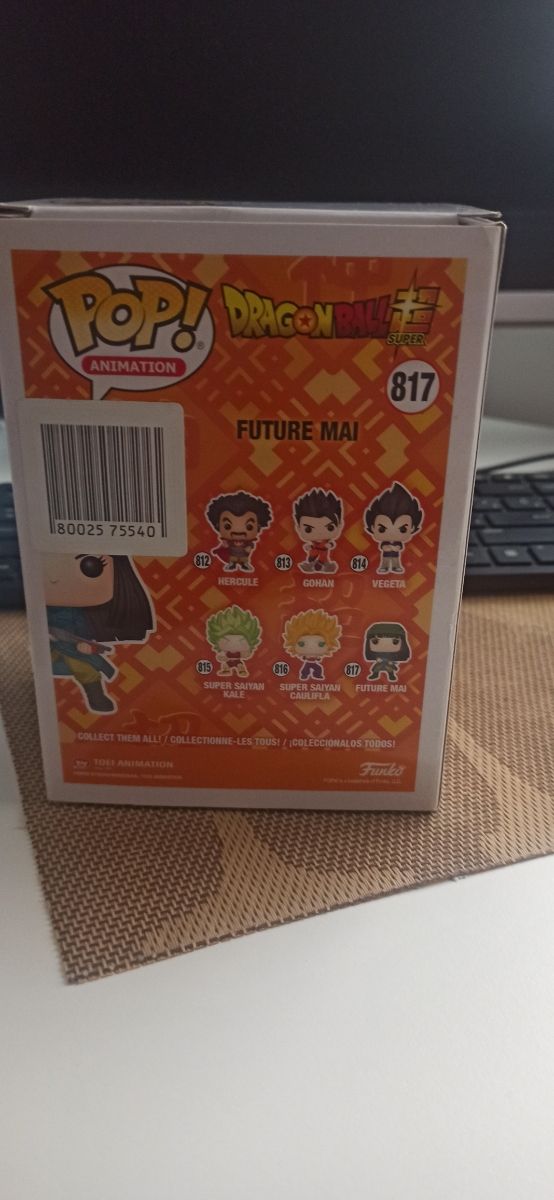 POP! ®
ANIMATION
DRAGON BALL 超
SUPER
817
FUTURE MAI
80025 75540
812 HERCULE
813 GOHAN
814 VEGETA
815 SUPER SAIYAN KALE
816 SUPER SAIYAN CAULIFLA
817 FUTURE MAI
COLLECT THEM ALL! / COLLECTIONNE-LES TOUS! / ¡COLECCIÓNALOS TODOS!
TOEI ANIMATION
Funko